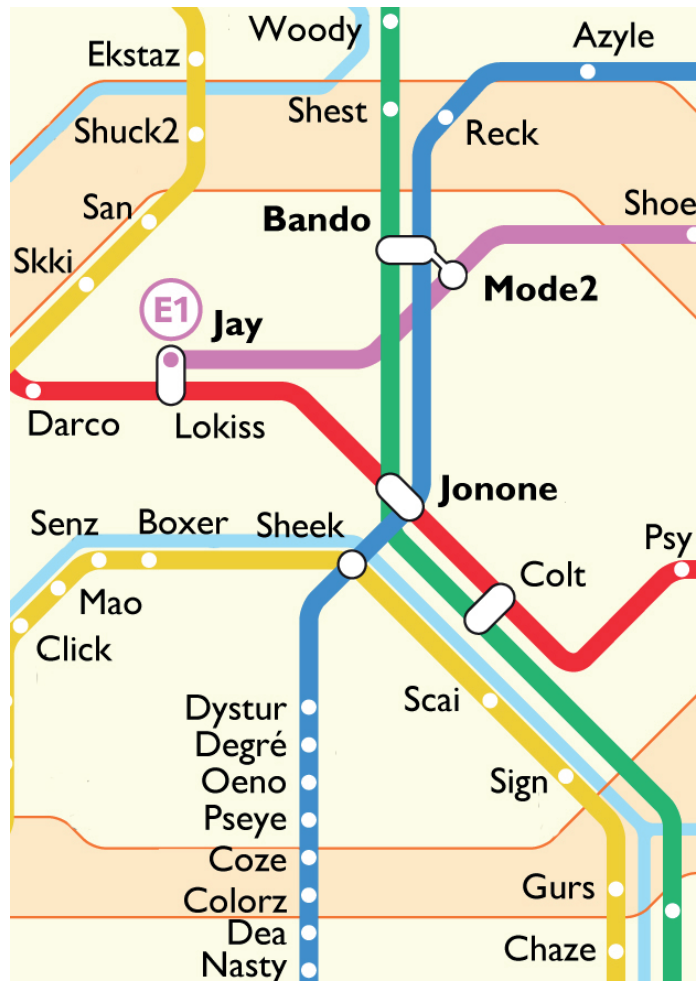 Woody
Azyle
Ekstaz
Shest
Shuck2
Reck
San
Bando
Shoe
Skki
Mode2
E1
Jay
Darco
Lokiss
Jonone
Senz
Boxer
Sheek
Psy
Colt
Mao
Click
Scai
Dystur
Degré
Oeno
Sign
Pseye
Coze
Colorz
Gurs
Dea
Chaze
Nasty